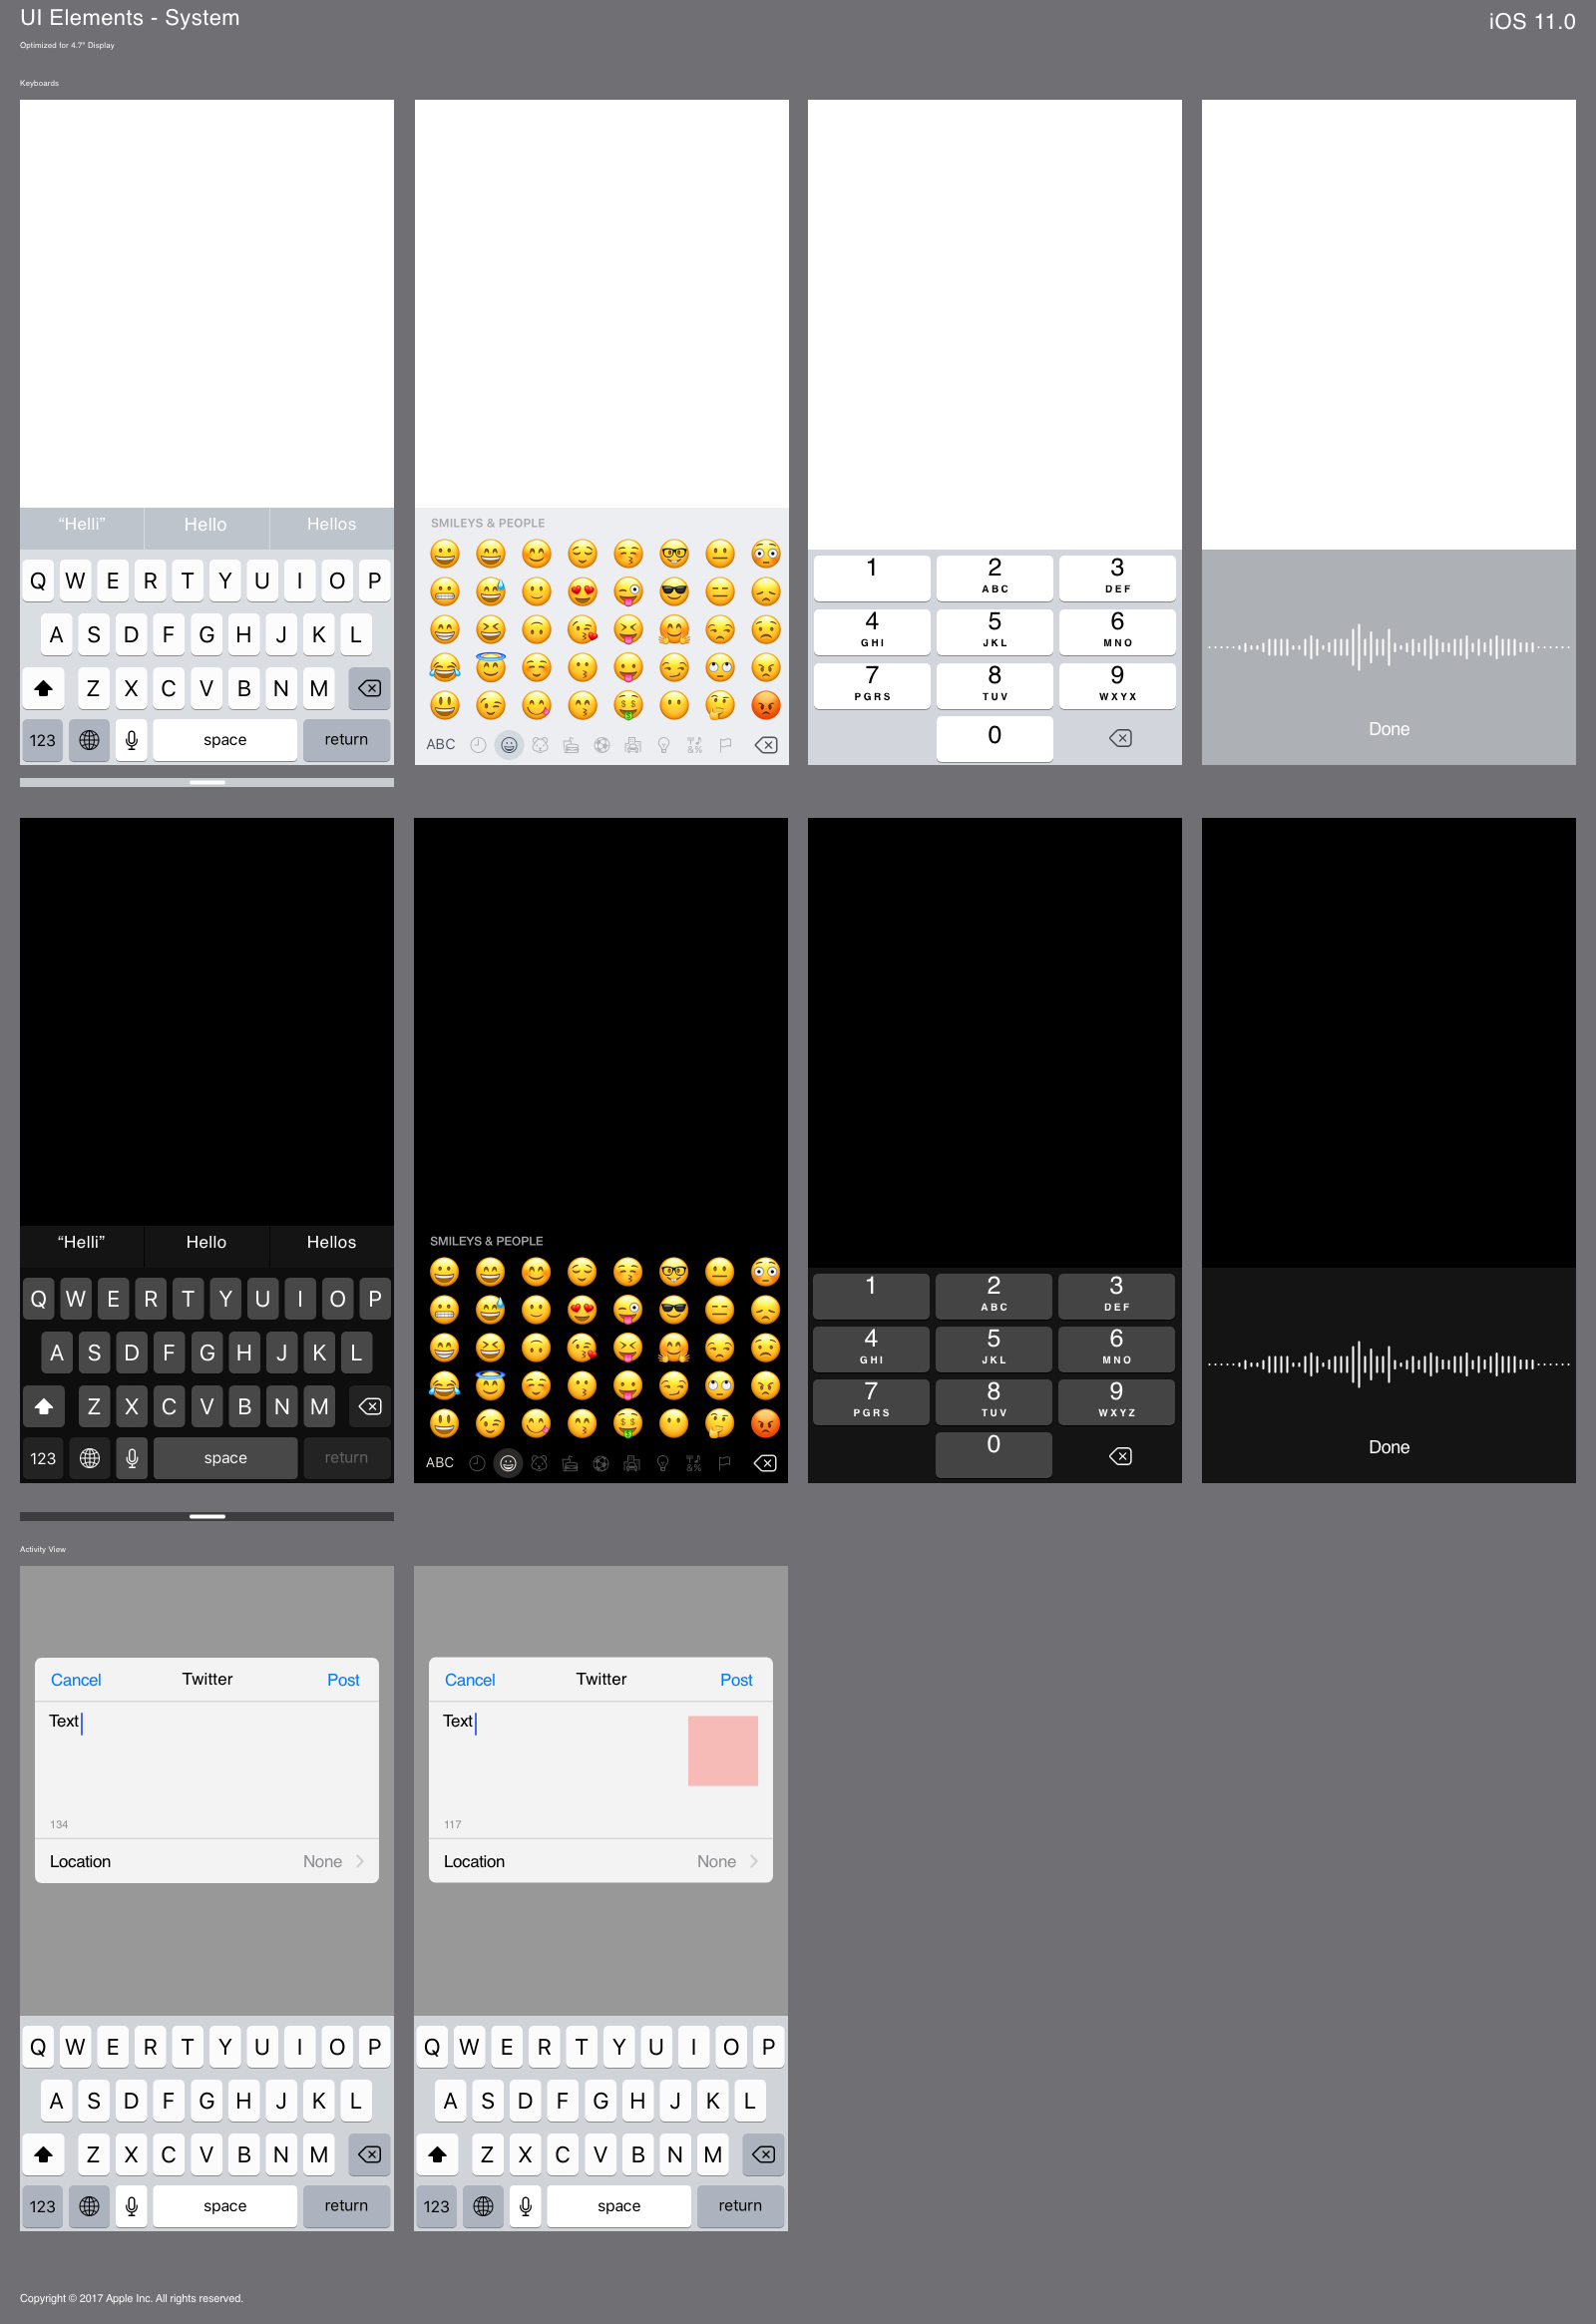 UI Elements - System
iOS 11.0
Optimized for 4.7" Display
Keyboards
“Helli” Hello Hellos
Q W E R T Y U I O P
A S D F G H J K L
Z X C V B N M
123 space return
SMILEYS & PEOPLE
ABC
1 2 3
ABC DEF
4 5 6
GHI JKL MNO
7 8 9
PGRS TUV WXYX
0
Done
“Helli” Hello Hellos
Q W E R T Y U I O P
A S D F G H J K L
Z X C V B N M
123 space return
SMILEYS & PEOPLE
ABC
1 2 3
ABC DEF
4 5 6
GHI JKL MNO
7 8 9
PGRS TUV WXYZ
0
Done
Activity View
Cancel Twitter Post
Text
134
Location None
Q W E R T Y U I O P
A S D F G H J K L
Z X C V B N M
123 space return
Cancel Twitter Post
Text
117
Location None
Q W E R T Y U I O P
A S D F G H J K L
Z X C V B N M
123 space return
Copyright © 2017 Apple Inc. All rights reserved.